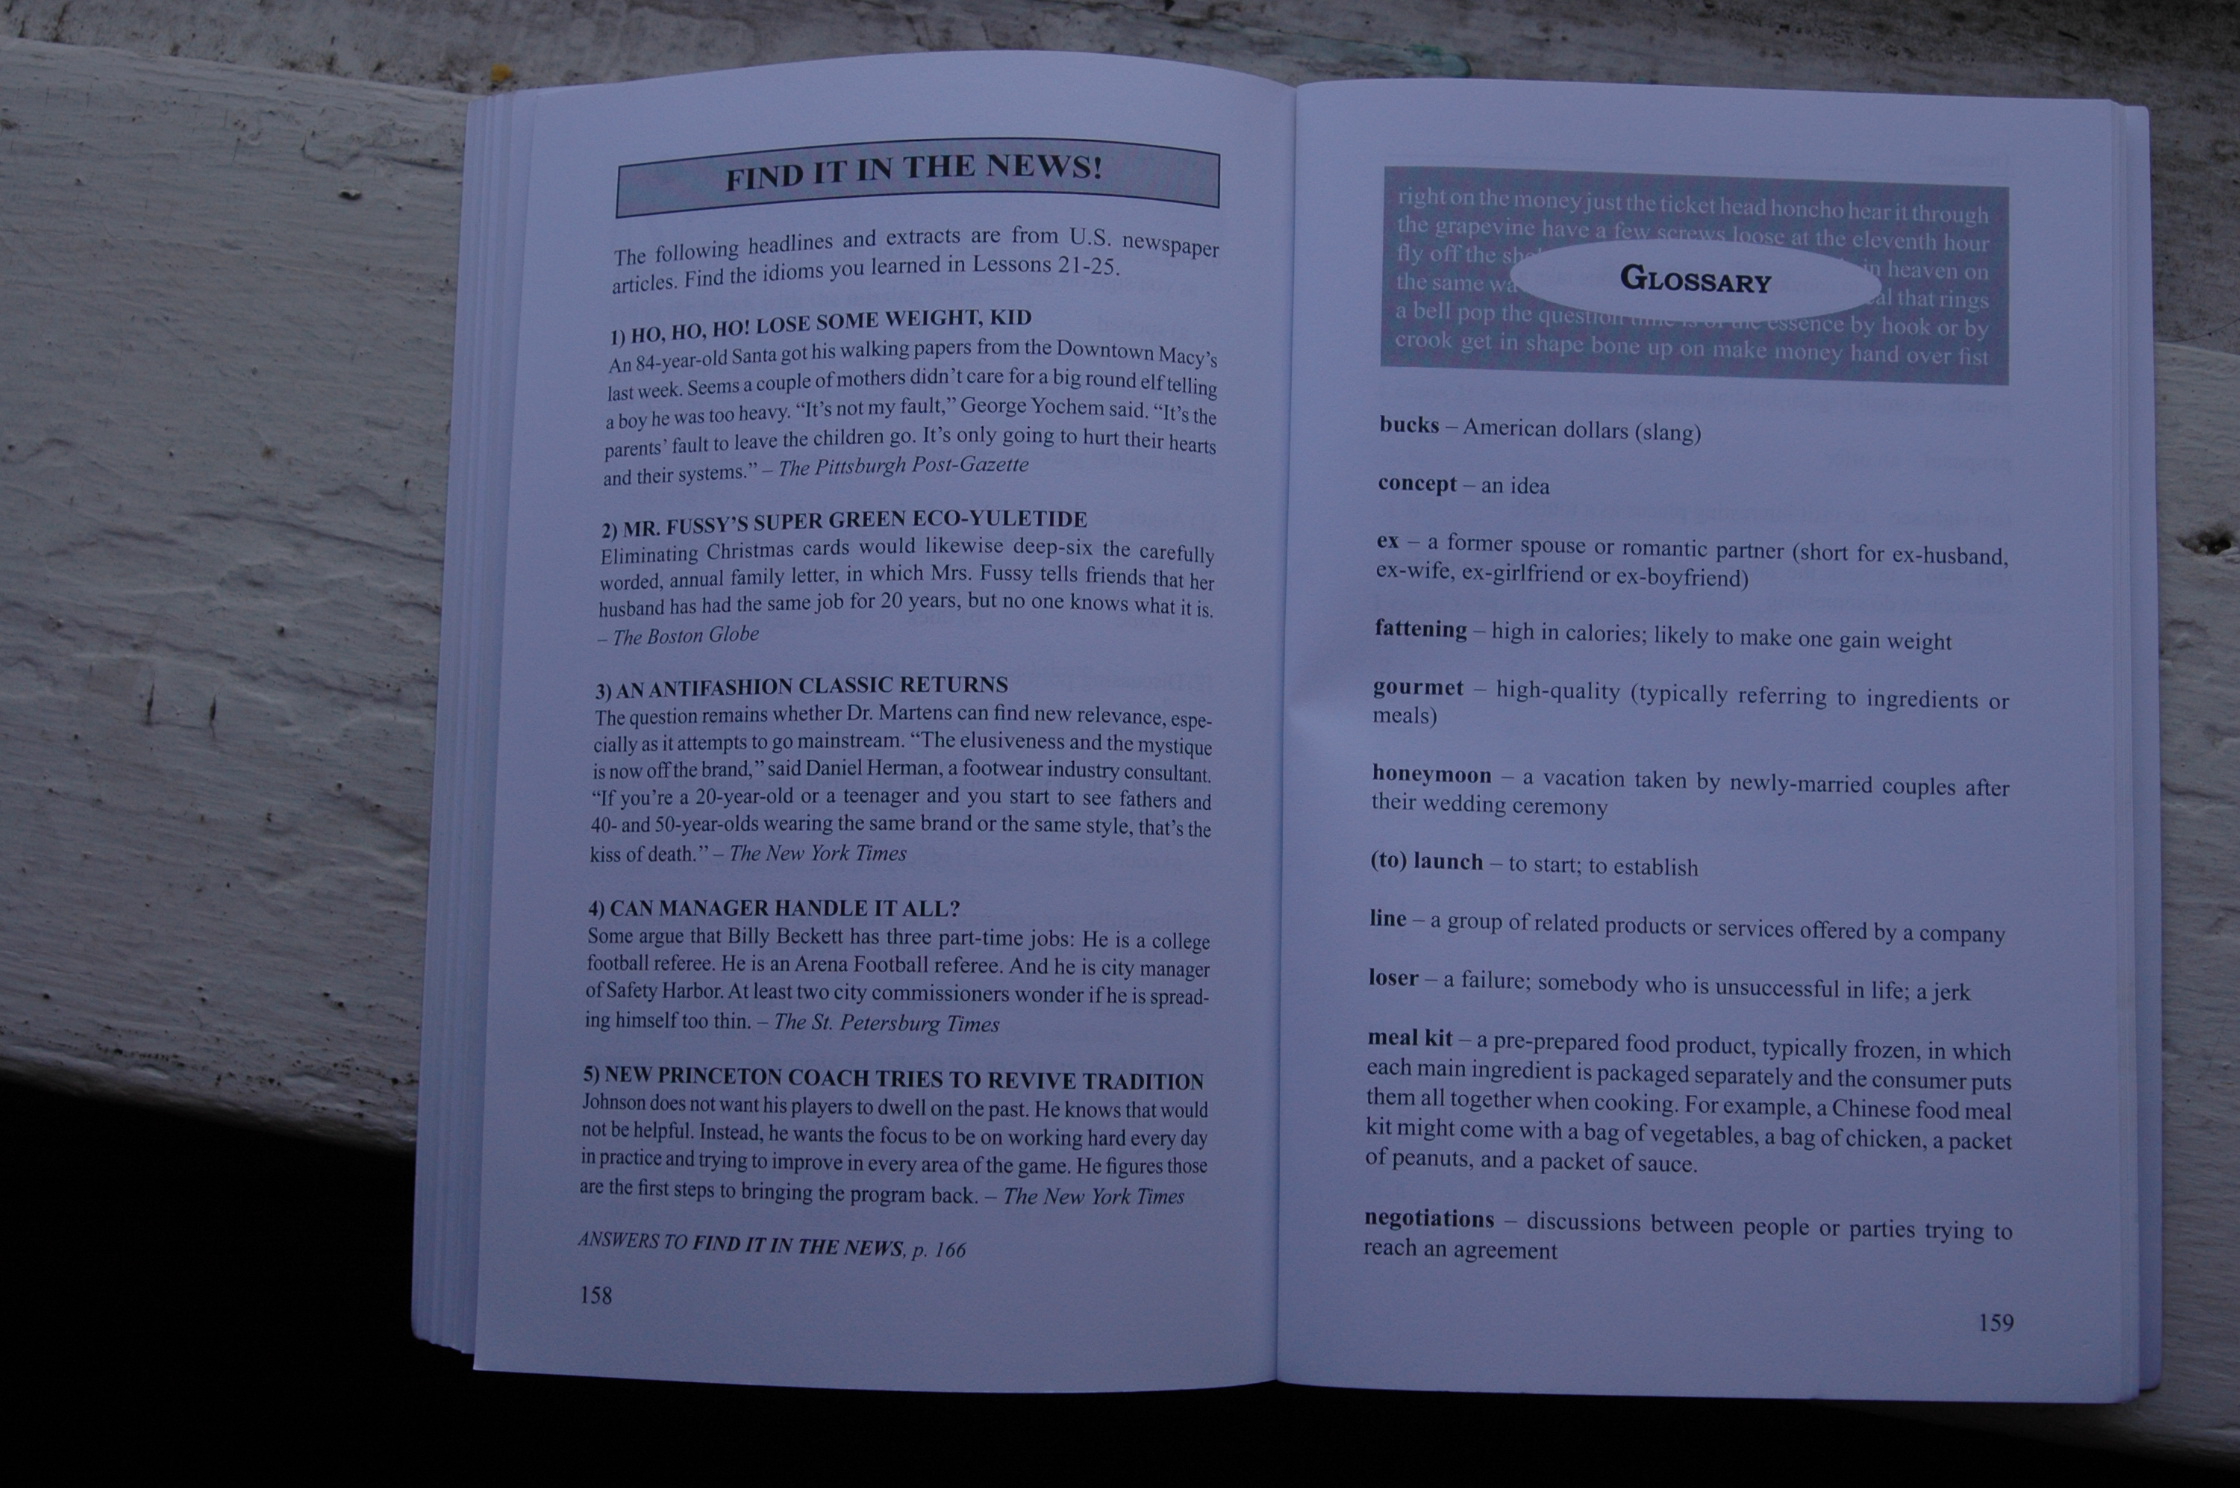 FIND IT IN THE NEWS!
The following headlines and extracts are from U.S. newspaper
articles. Find the idioms you learned in Lessons 21-25.
1) HO, HO, HO! LOSE SOME WEIGHT, KID
An 84-year-old Santa got his walking papers from the Downtown Macy's
last week. Seems a couple of mothers didn't care for a big round elf telling
a boy he was too heavy. “It's not my fault,” George Yochem said. “It's the
parents' fault to leave the children go. It's only going to hurt their hearts
and their systems.” – The Pittsburgh Post-Gazette
2) MR. FUSSY'S SUPER GREEN ECO-YULETIDE
Eliminating Christmas cards would likewise deep-six the carefully
worded, annual family letter, in which Mrs. Fussy tells friends that her
husband has had the same job for 20 years, but no one knows what it is.
– The Boston Globe
3) AN ANTIFASHION CLASSIC RETURNS
The question remains whether Dr. Martens can find new relevance, espe-
cially as it attempts to go mainstream. “The elusiveness and the mystique
is now off the brand,” said Daniel Herman, a footwear industry consultant.
“If you're a 20-year-old or a teenager and you start to see fathers and
40- and 50-year-olds wearing the same brand or the same style, that's the
kiss of death.” – The New York Times
4) CAN MANAGER HANDLE IT ALL?
Some argue that Billy Beckett has three part-time jobs: He is a college
football referee. He is an Arena Football referee. And he is city manager
of Safety Harbor. At least two city commissioners wonder if he is spread-
ing himself too thin. – The St. Petersburg Times
5) NEW PRINCETON COACH TRIES TO REVIVE TRADITION
Johnson does not want his players to dwell on the past. He knows that would
not be helpful. Instead, he wants the focus to be on working hard every day
in practice and trying to improve in every area of the game. He figures those
are the first steps to bringing the program back. – The New York Times
ANSWERS TO FIND IT IN THE NEWS, p. 166
158
right on the money just the ticket head honcho hear it through
the grapevine have a few screws loose at the eleventh hour
fly off the in heaven on
the same that rings
a bell pop the question time is of the essence by hook or by
crook get in shape bone up on make money hand over fist
GLOSSARY
bucks – American dollars (slang)
concept – an idea
ex – a former spouse or romantic partner (short for ex-husband,
ex-wife, ex-girlfriend or ex-boyfriend)
fattening – high in calories; likely to make one gain weight
gourmet – high-quality (typically referring to ingredients or
meals)
honeymoon – a vacation taken by newly-married couples after
their wedding ceremony
(to) launch – to start; to establish
line – a group of related products or services offered by a company
loser – a failure; somebody who is unsuccessful in life; a jerk
meal kit – a pre-prepared food product, typically frozen, in which
each main ingredient is packaged separately and the consumer puts
them all together when cooking. For example, a Chinese food meal
kit might come with a bag of vegetables, a bag of chicken, a packet
of peanuts, and a packet of sauce.
negotiations – discussions between people or parties trying to
reach an agreement
159